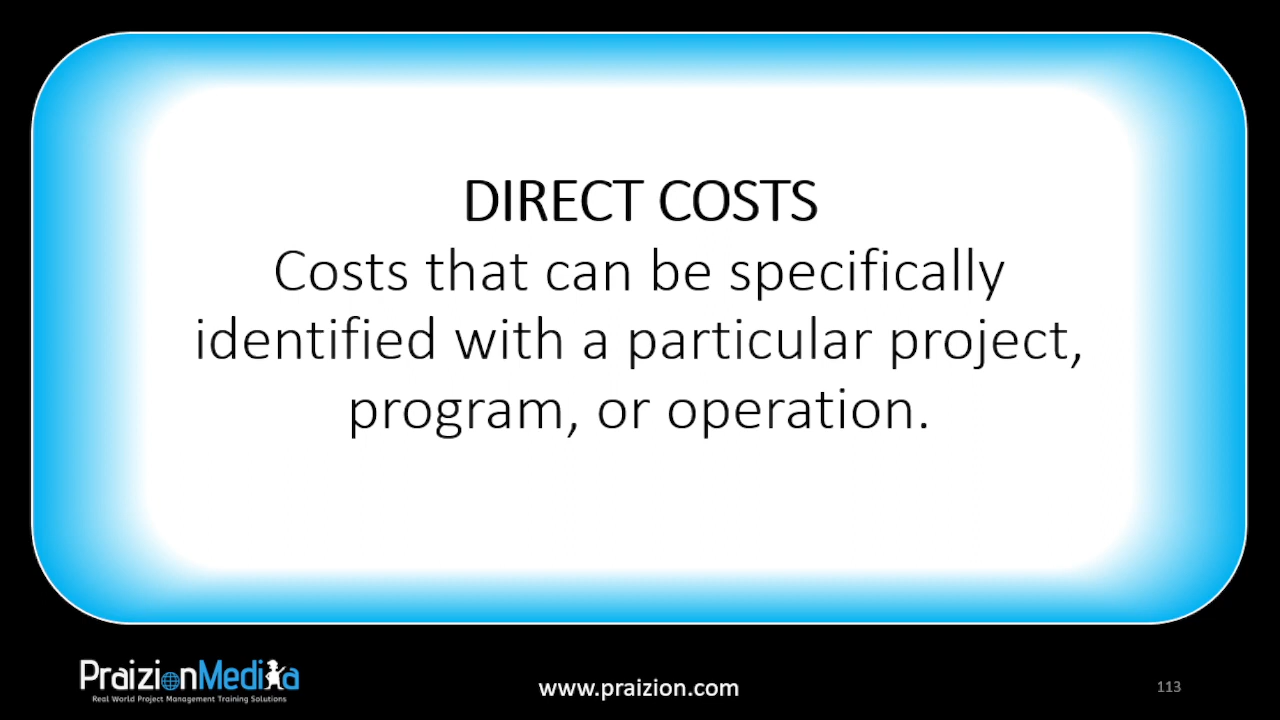 DIRECT COSTS
Costs that can be specifically
identified with a particular project,
program, or operation.
PraizionMedia
Real World Project Management Training Solutions
www.praizion.com
113